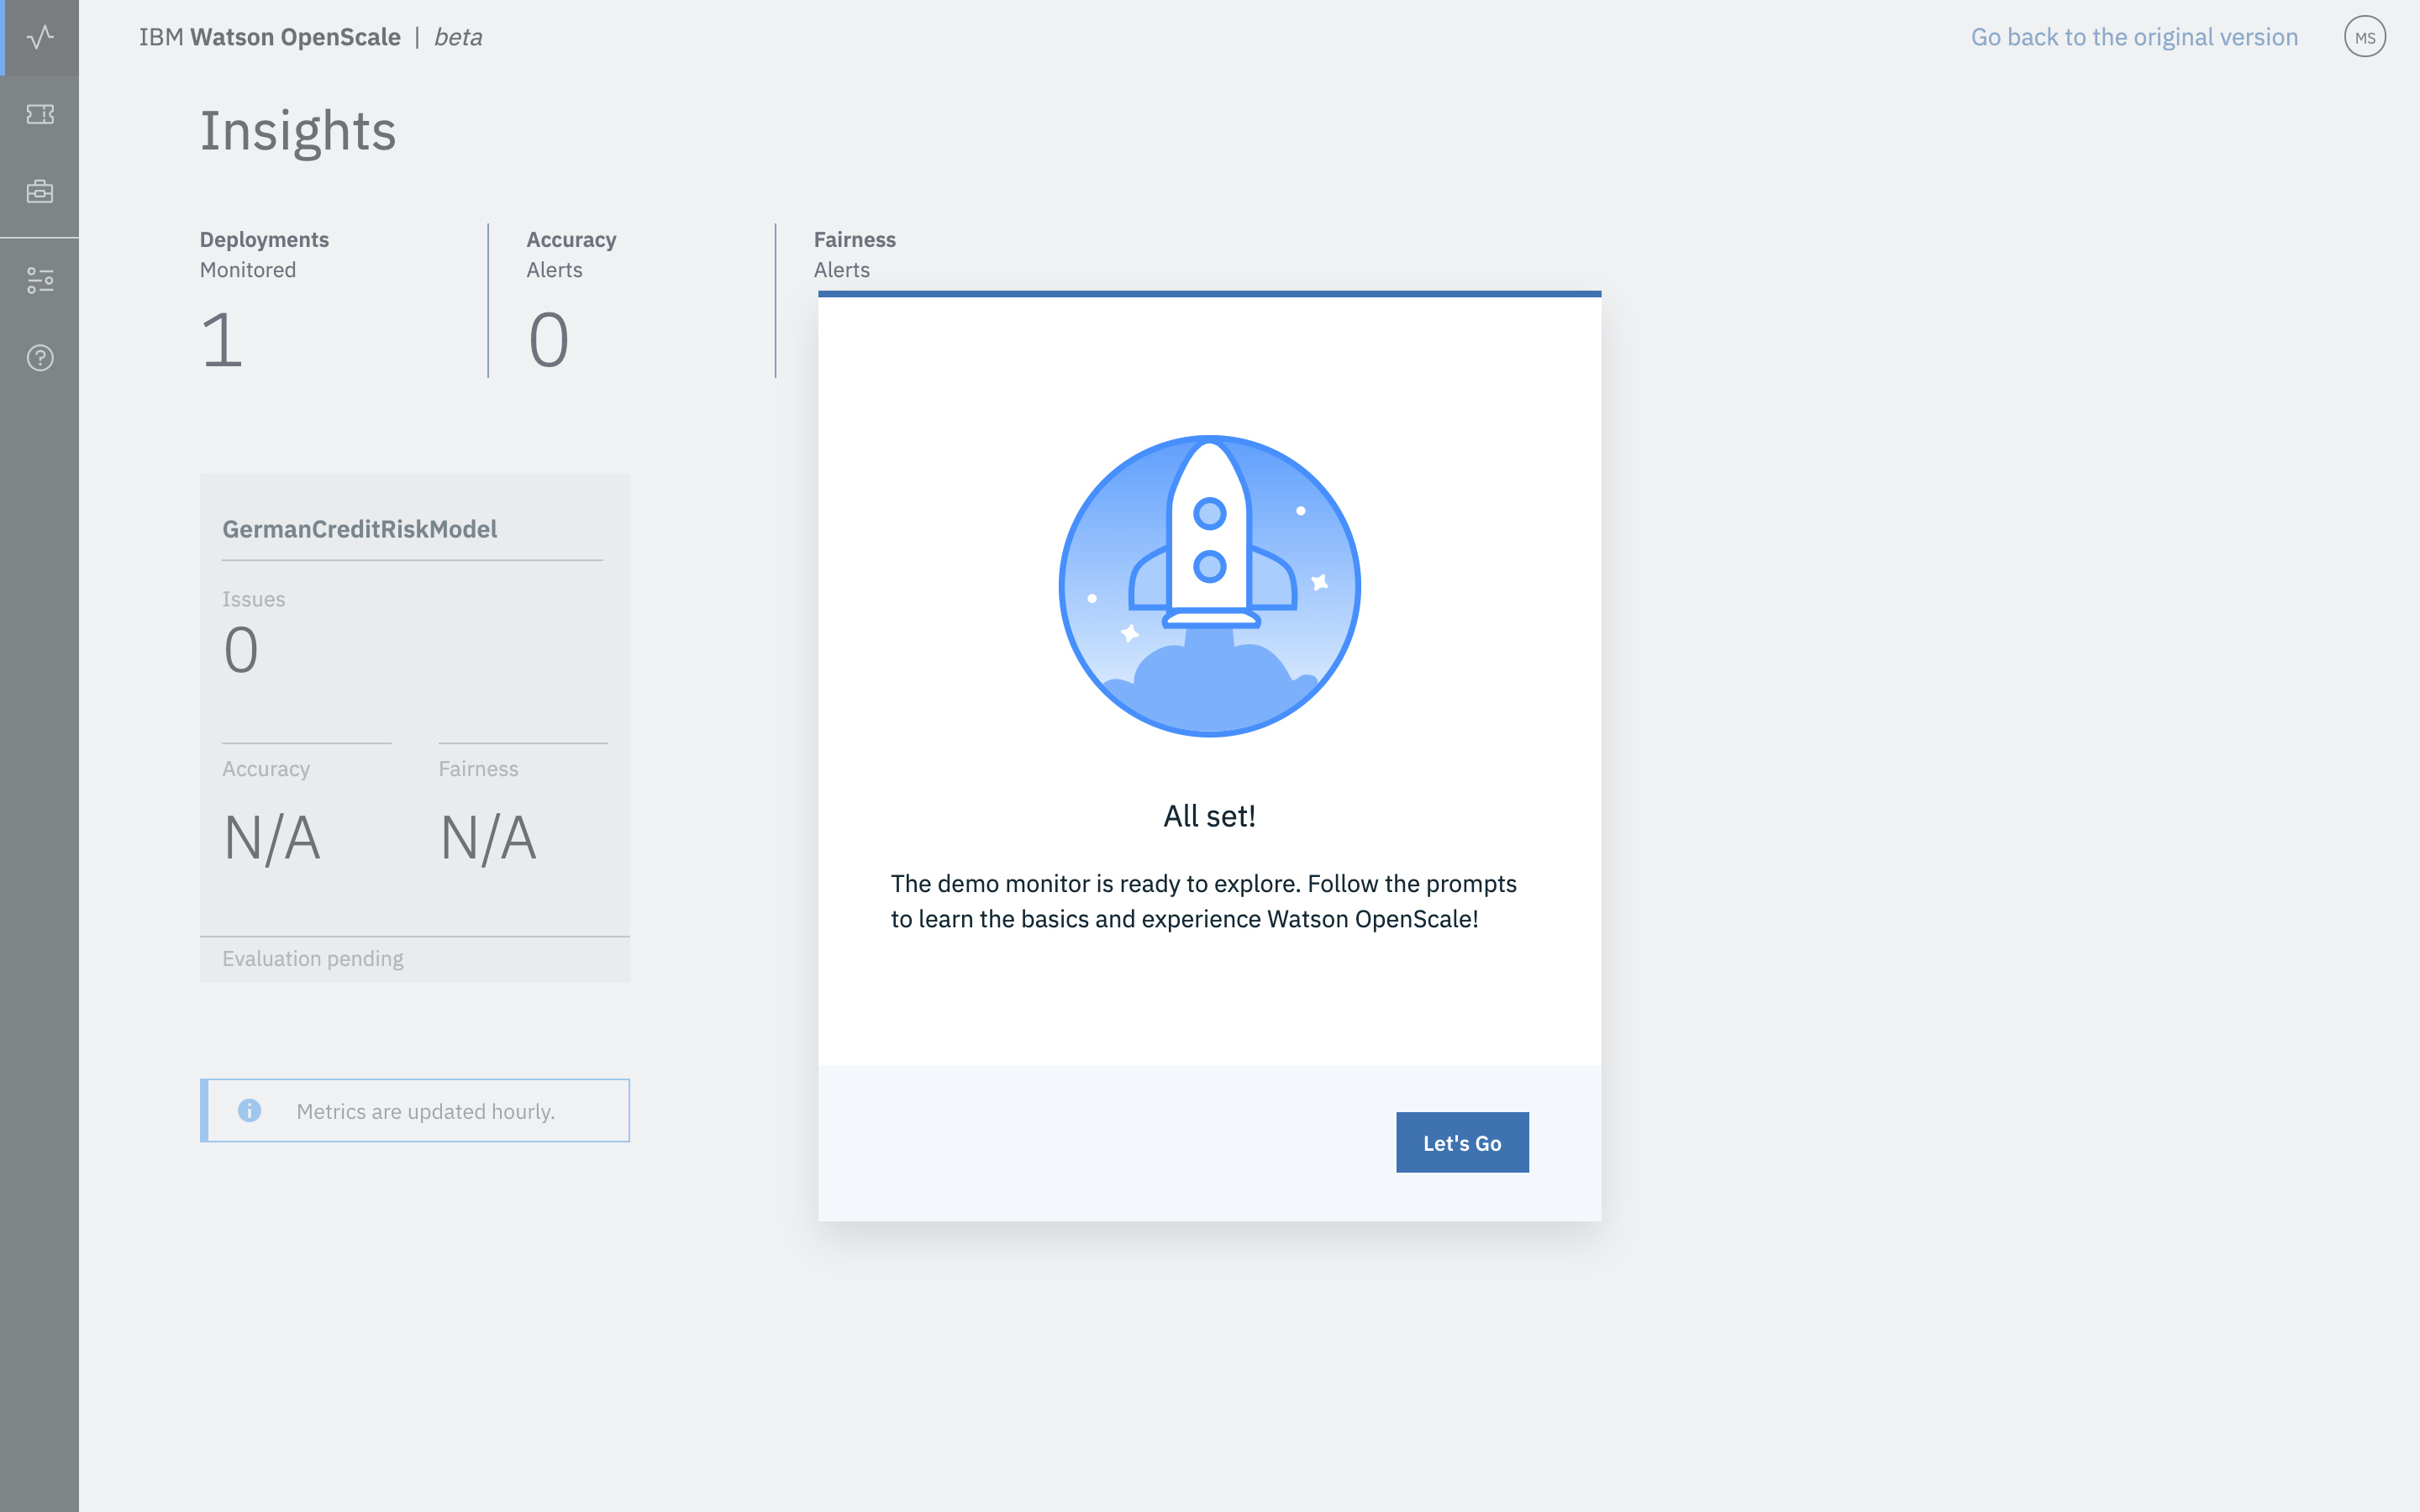 IBM Watson OpenScale | beta
Go back to the original version
MS
Insights
Deployments
Monitored
1
Accuracy
Alerts
0
Fairness
Alerts
GermanCreditRiskModel
Issues
0
Accuracy
N/A
Fairness
N/A
Evaluation pending
Metrics are updated hourly.
All set!
The demo monitor is ready to explore. Follow the prompts
to learn the basics and experience Watson OpenScale!
Let's Go